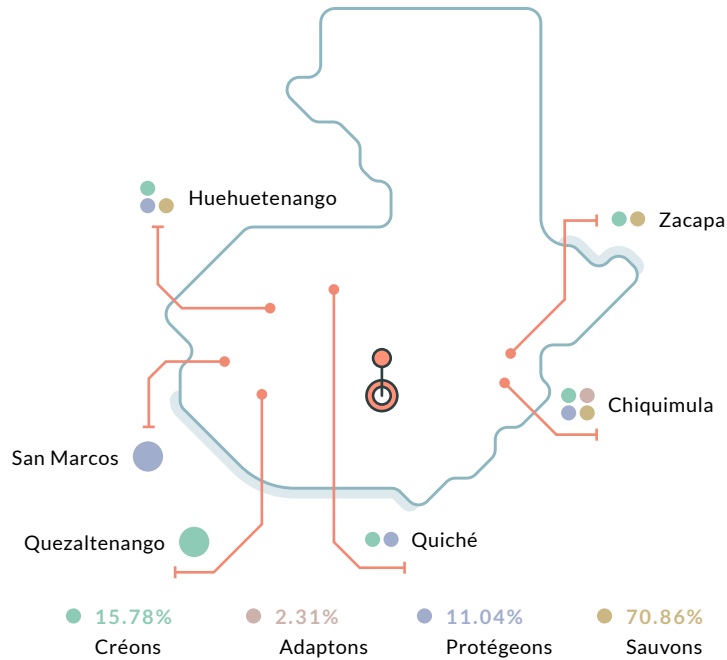 Huehuetenango
Zacapa
Chiquimula
San Marcos
Quezaltenango
Quiché
15.78% 2.31% 11.04% 70.86%
Créons Adaptons Protégeons Sauvons